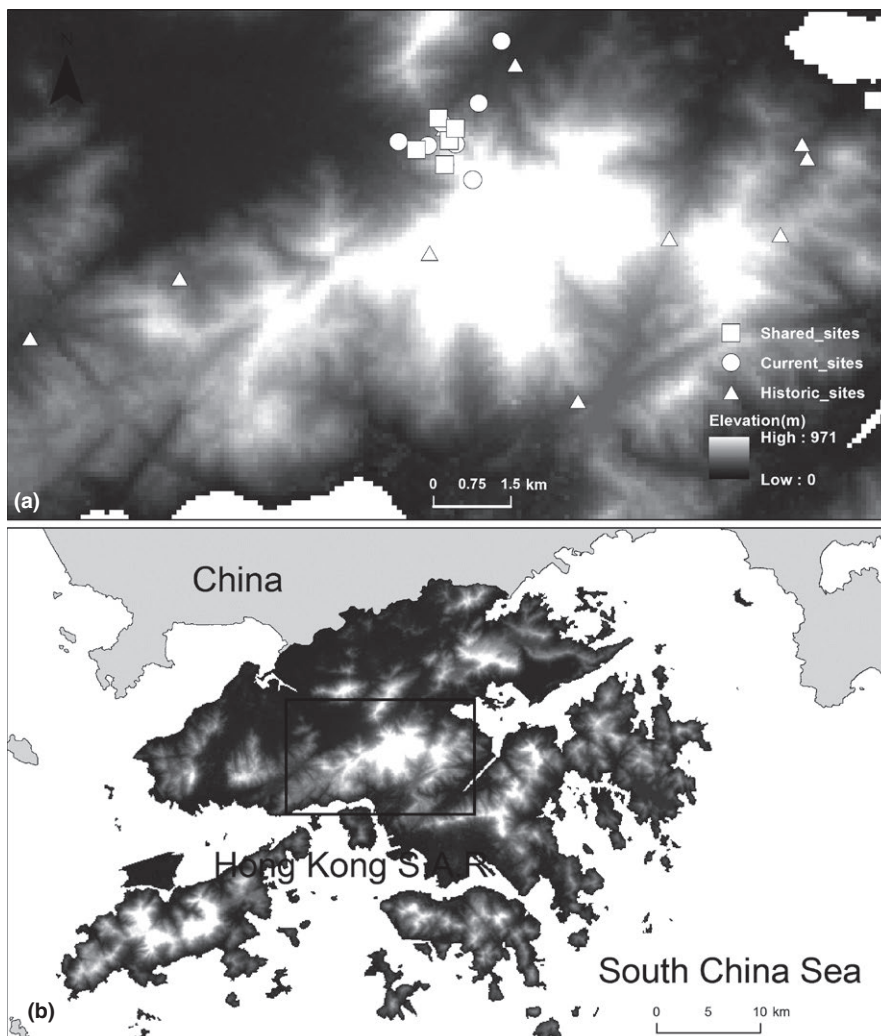 N
Shared_sites
Current_sites
Historic_sites
Elevation(m)
High : 971
Low : 0
0 0.75 1.5 km
(a)
China
Hong Kong S.A.R.
South China Sea
0 5 10 km
(b)